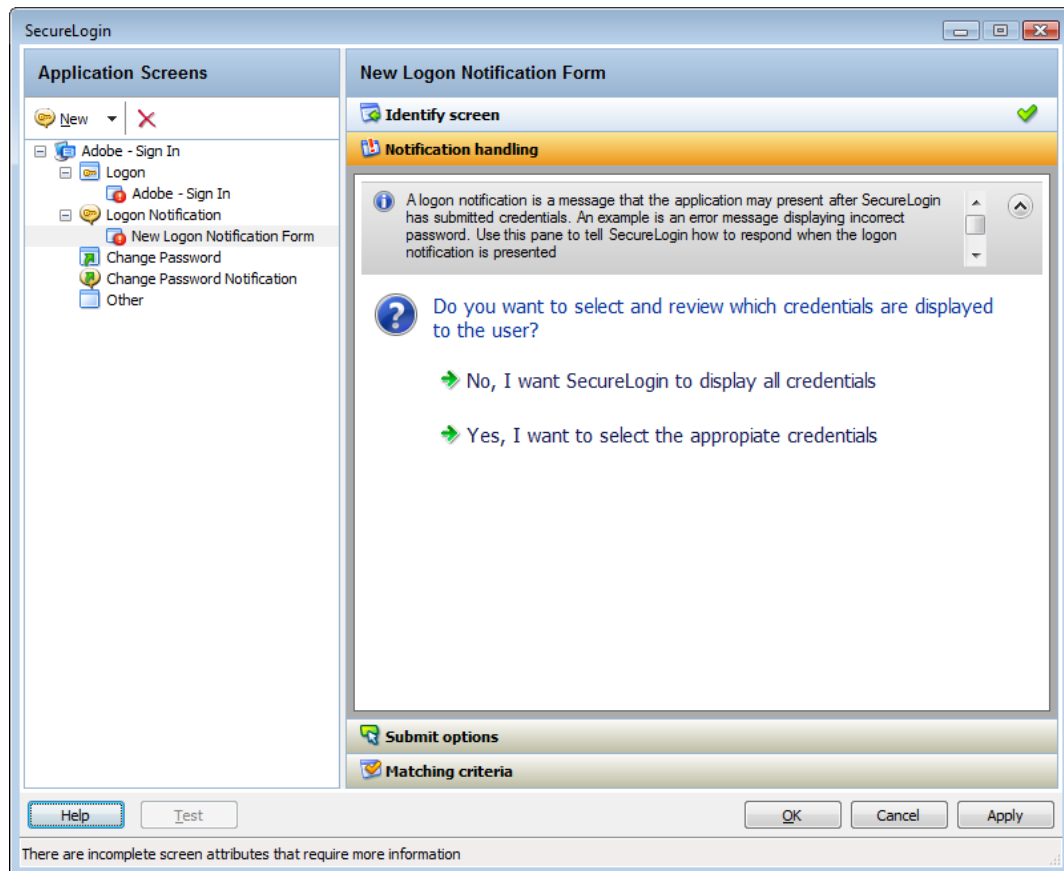 SecureLogin
Application Screens
New
Adobe - Sign In
Logon
Adobe - Sign In
Logon Notification
New Logon Notification Form
Change Password
Change Password Notification
Other
New Logon Notification Form
Identify screen
Notification handling
A logon notification is a message that the application may present after SecureLogin
has submitted credentials. An example is an error message displaying incorrect
password. Use this pane to tell SecureLogin how to respond when the logon
notification is presented
Do you want to select and review which credentials are displayed
to the user?
No, I want SecureLogin to display all credentials
Yes, I want to select the appropiate credentials
Submit options
Matching criteria
Help
Test
OK
Cancel
Apply
There are incomplete screen attributes that require more information